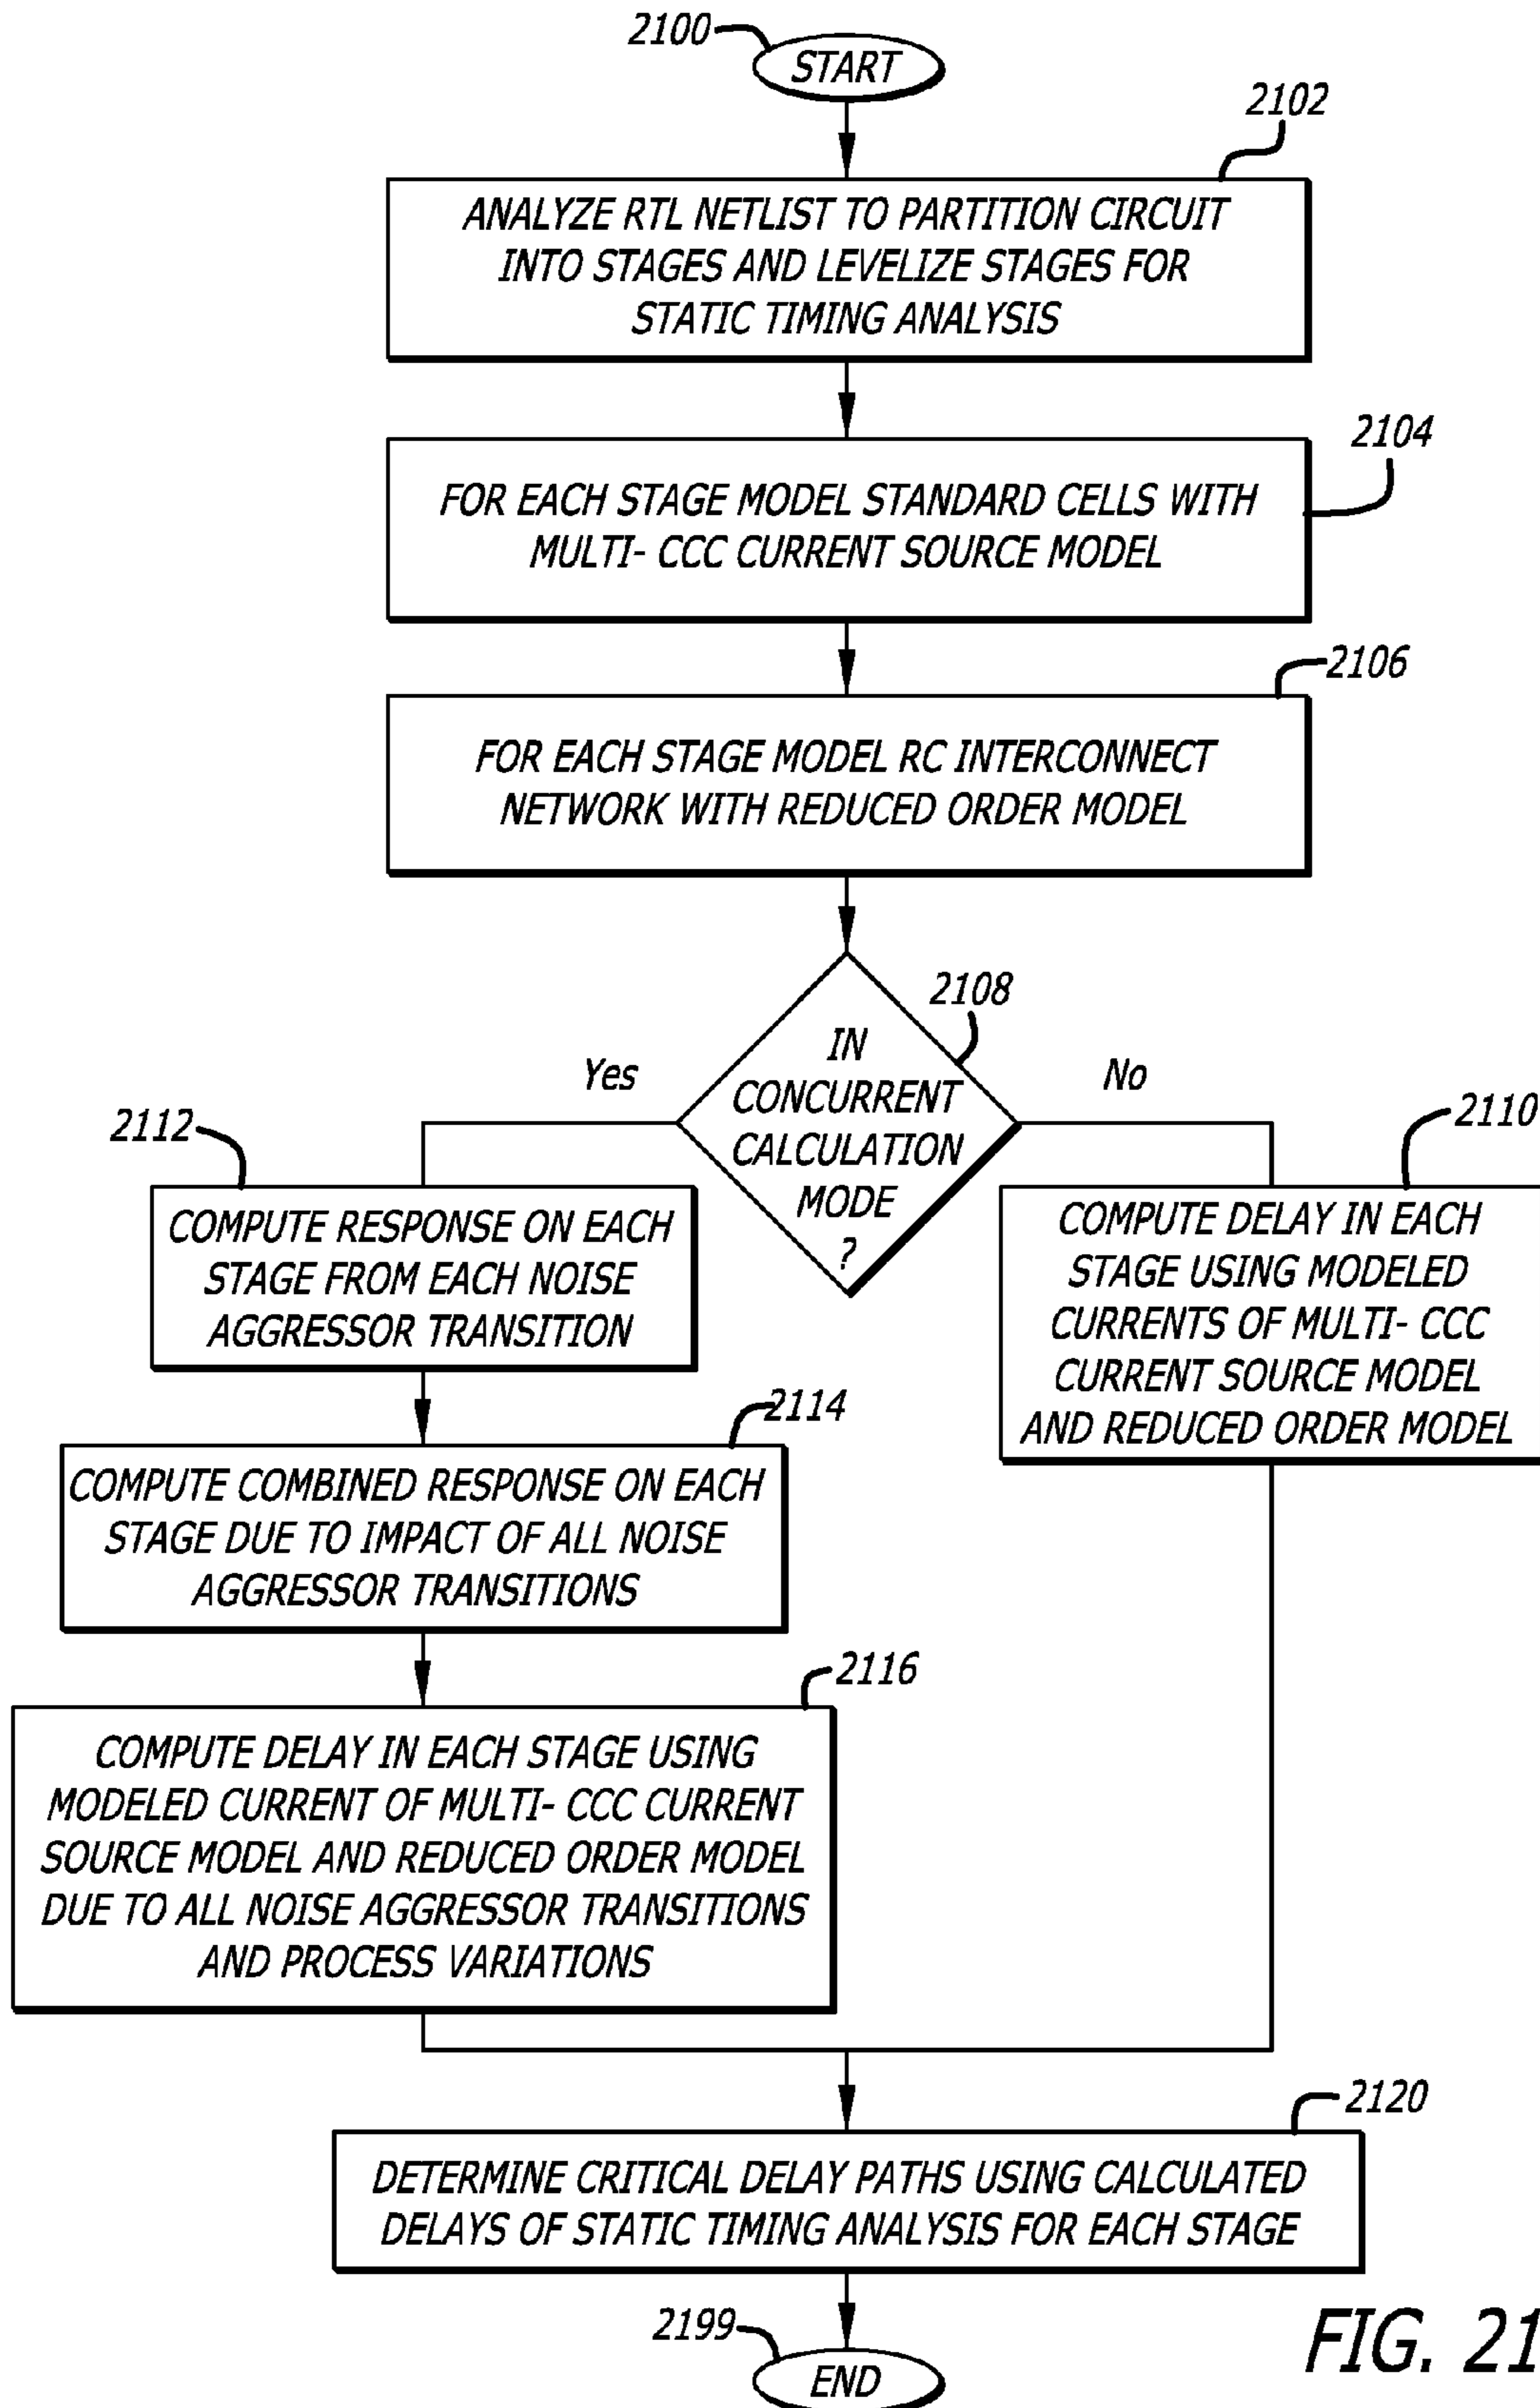 2100
START
2102
ANALYZE RTL NETLIST TO PARTITION CIRCUIT
INTO STAGES AND LEVELIZE STAGES FOR
STATIC TIMING ANALYSIS
2104
FOR EACH STAGE MODEL STANDARD CELLS WITH
MULTI- CCC CURRENT SOURCE MODEL
2106
FOR EACH STAGE MODEL RC INTERCONNECT
NETWORK WITH REDUCED ORDER MODEL
2108
IN
CONCURRENT
CALCULATION
MODE
?
Yes
No
2112
COMPUTE RESPONSE ON EACH
STAGE FROM EACH NOISE
AGGRESSOR TRANSITION
2110
COMPUTE DELAY IN EACH
STAGE USING MODELED
CURRENTS OF MULTI- CCC
CURRENT SOURCE MODEL
AND REDUCED ORDER MODEL
2114
COMPUTE COMBINED RESPONSE ON EACH
STAGE DUE TO IMPACT OF ALL NOISE
AGGRESSOR TRANSITIONS
2116
COMPUTE DELAY IN EACH STAGE USING
MODELED CURRENT OF MULTI- CCC CURRENT
SOURCE MODEL AND REDUCED ORDER MODEL
DUE TO ALL NOISE AGGRESSOR TRANSITIONS
AND PROCESS VARIATIONS
2120
DETERMINE CRITICAL DELAY PATHS USING CALCULATED
DELAYS OF STATIC TIMING ANALYSIS FOR EACH STAGE
2199
END
FIG. 21